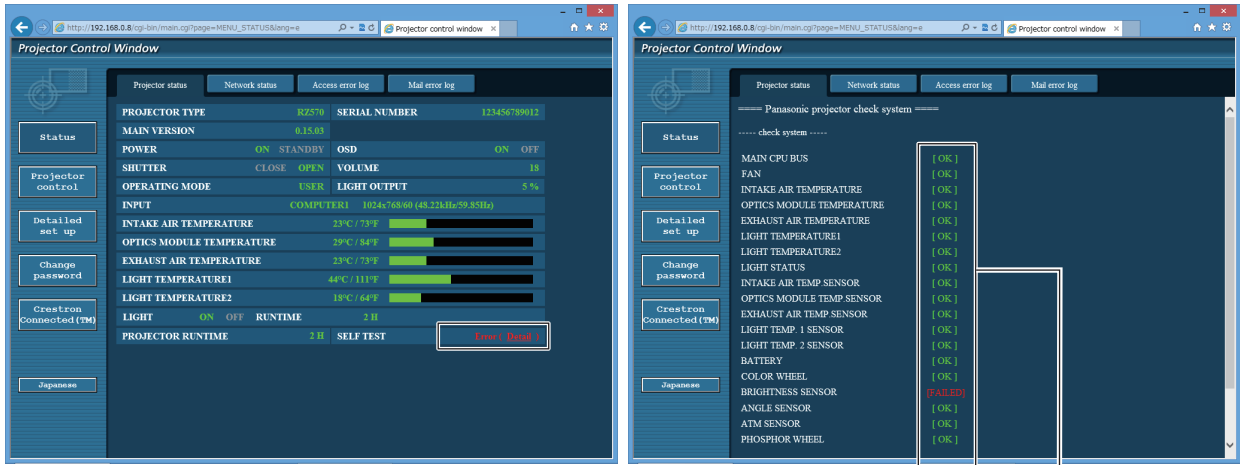 http://192.168.0.8/cgi-bin/main.cgi?page=MENU_STATUS&lang=e
Projector control window
Projector Control Window
Projector status Network status Access error log Mail error log
Status
Projector control
Detailed set up
Change password
Crestron Connected(TM)
Japanese
PROJECTOR TYPE RZ570 SERIAL NUMBER 123456789012
MAIN VERSION 0.15.03
POWER ON STANDBY OSD ON OFF
SHUTTER CLOSE OPEN VOLUME 18
OPERATING MODE USER LIGHT OUTPUT 5 %
INPUT COMPUTER1 1024x768/60 (48.22kHz/59.85Hz)
INTAKE AIR TEMPERATURE 23ºC / 73ºF
OPTICS MODULE TEMPERATURE 29ºC / 84ºF
EXHAUST AIR TEMPERATURE 23ºC / 73ºF
LIGHT TEMPERATURE1 44ºC / 111ºF
LIGHT TEMPERATURE2 18ºC / 64ºF
LIGHT ON OFF RUNTIME 2 H
PROJECTOR RUNTIME 2 H SELF TEST Error ( Detail )
http://192.168.0.8/cgi-bin/main.cgi?page=MENU_STATUS&lang=e
Projector control window
Projector Control Window
Projector status Network status Access error log Mail error log
Status
Projector control
Detailed set up
Change password
Crestron Connected(TM)
Japanese
==== Panasonic projector check system ====
----- check system -----
MAIN CPU BUS [ OK ]
FAN [ OK ]
INTAKE AIR TEMPERATURE [ OK ]
OPTICS MODULE TEMPERATURE [ OK ]
EXHAUST AIR TEMPERATURE [ OK ]
LIGHT TEMPERATURE1 [ OK ]
LIGHT TEMPERATURE2 [ OK ]
LIGHT STATUS [ OK ]
INTAKE AIR TEMP.SENSOR [ OK ]
OPTICS MODULE TEMP.SENSOR [ OK ]
EXHAUST AIR TEMP.SENSOR [ OK ]
LIGHT TEMP. 1 SENSOR [ OK ]
LIGHT TEMP. 2 SENSOR [ OK ]
BATTERY [ OK ]
COLOR WHEEL [ OK ]
BRIGHTNESS SENSOR [FAILED]
ANGLE SENSOR [ OK ]
ATM SENSOR [ OK ]
PHOSPHOR WHEEL [ OK ]